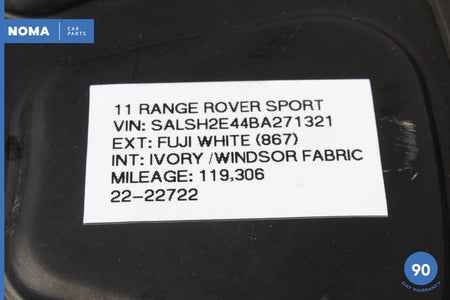 NOMA CAR PARTS
11 RANGE ROVER SPORT
VIN: SALSH2E44BA271321
EXT: FUJI WHITE (867)
INT: IVORY /WINDSOR FABRIC
MILEAGE: 119,306
22-22722
90
DAY WARRANTY